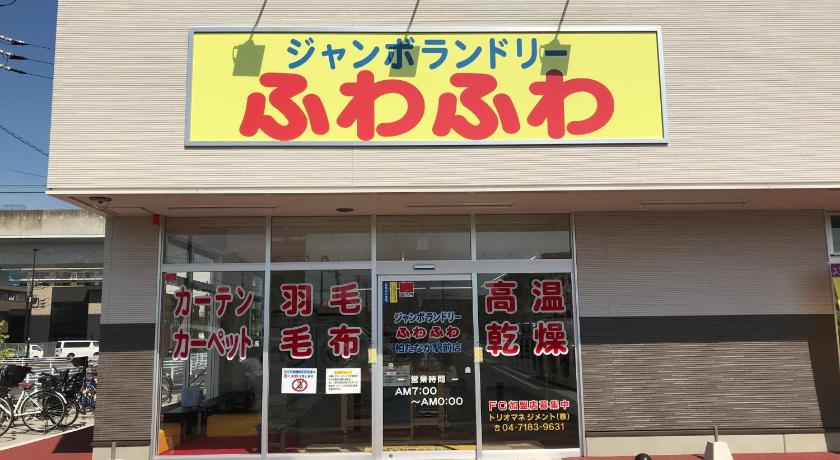 ジャンボランドリー
ふわふわ
カーテン
カーペット
羽毛
毛布
ジャンボランドリー
ふわふわ
柏たなか駅前店
営業時間
AM7:00
～AM0:00
高温
乾燥
FC加盟店募集中
トリオマネジメント(株)
04-7183-9631